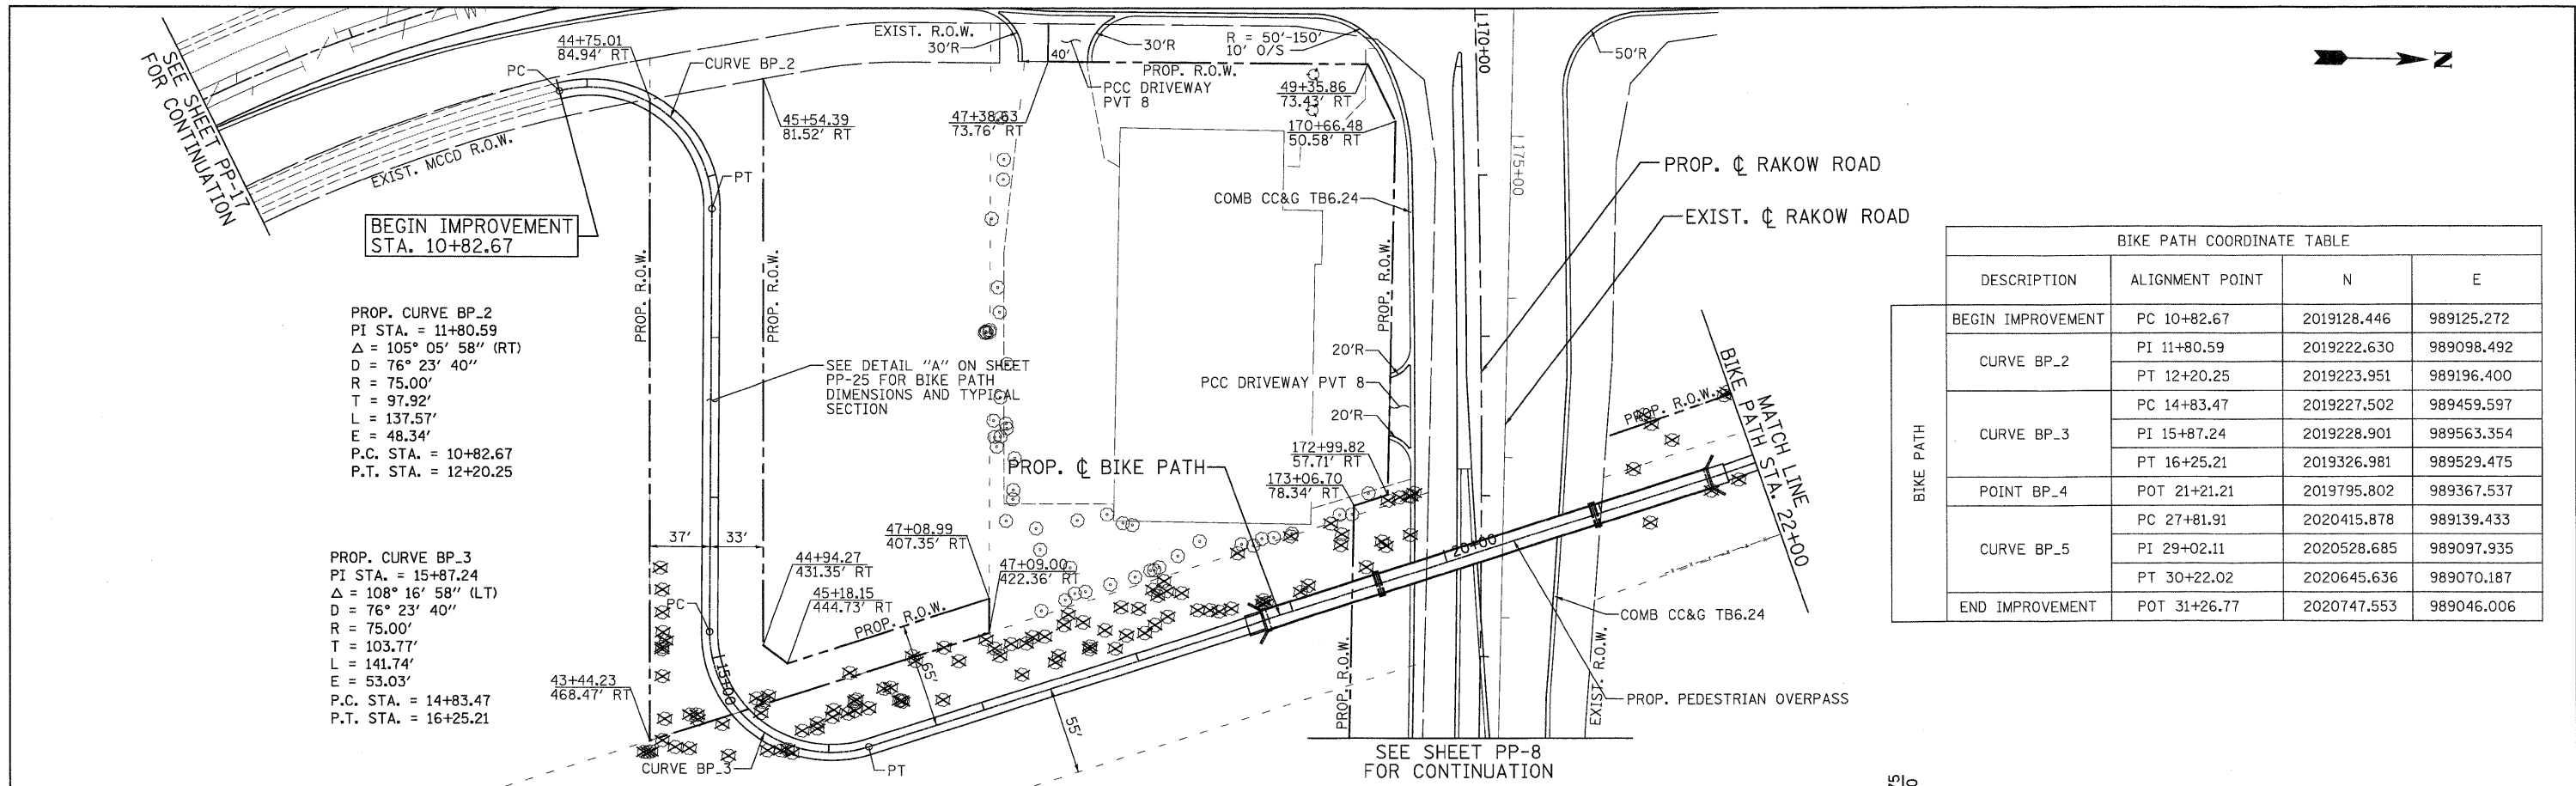 SEE SHEET PP-17
FOR CONTINUATION
44+75.01
84.94' RT
PC
CURVE BP_2
EXIST. R.O.W.
30'R
40'
30'R
R = 50'-150'
10' O/S
PROP. R.O.W.
PCC DRIVEWAY
PVT 8
170+00
50'R
N
EXIST. MCCD R.O.W.
45+54.39
81.52' RT
47+38.63
73.76' RT
49+35.86
73.43' RT
170+66.48
50.58' RT
175+00
PROP. ℄ RAKOW ROAD
EXIST. ℄ RAKOW ROAD
PT
COMB CC&G TB6.24
BEGIN IMPROVEMENT
STA. 10+82.67
PROP. R.O.W.
PROP. R.O.W.
PROP. R.O.W.
PROP. CURVE BP_2
PI STA. = 11+80.59
Δ = 105° 05' 58" (RT)
D = 76° 23' 40"
R = 75.00'
T = 97.92'
L = 137.57'
E = 48.34'
P.C. STA. = 10+82.67
P.T. STA. = 12+20.25
SEE DETAIL "A" ON SHEET
PP-25 FOR BIKE PATH
DIMENSIONS AND TYPICAL
SECTION
20'R
PCC DRIVEWAY PVT 8
20'R
PROP. R.O.W.
BIKE PATH STA. 22+00
MATCH LINE
PROP. ℄ BIKE PATH
172+99.82
57.71' RT
173+06.70
78.34' RT
PROP. CURVE BP_3
PI STA. = 15+87.24
Δ = 108° 16' 58" (LT)
D = 76° 23' 40"
R = 75.00'
T = 103.77'
L = 141.74'
E = 53.03'
P.C. STA. = 14+83.47
P.T. STA. = 16+25.21
37'
33'
44+94.27
431.35' RT
45+18.15
444.73' RT
47+08.99
407.35' RT
47+09.00
422.36' RT
20+00
PC
PROP. R.O.W.
65'
15+00
43+44.23
468.47' RT
55'
CURVE BP_3
PT
PROP. R.O.W.
EXIST. R.O.W.
COMB CC&G TB6.24
PROP. PEDESTRIAN OVERPASS
SEE SHEET PP-8
FOR CONTINUATION
BIKE PATH COORDINATE TABLE
DESCRIPTION ALIGNMENT POINT N E
BIKE PATH
BEGIN IMPROVEMENT PC 10+82.67 2019128.446 989125.272
CURVE BP_2 PI 11+80.59 2019222.630 989098.492
PT 12+20.25 2019223.951 989196.400
CURVE BP_3 PC 14+83.47 2019227.502 989459.597
PI 15+87.24 2019228.901 989563.354
PT 16+25.21 2019326.981 989529.475
POINT BP_4 POT 21+21.21 2019795.802 989367.537
CURVE BP_5 PC 27+81.91 2020415.878 989139.433
PI 29+02.11 2020528.685 989097.935
PT 30+22.02 2020645.636 989070.187
END IMPROVEMENT POT 31+26.77 2020747.553 989046.006